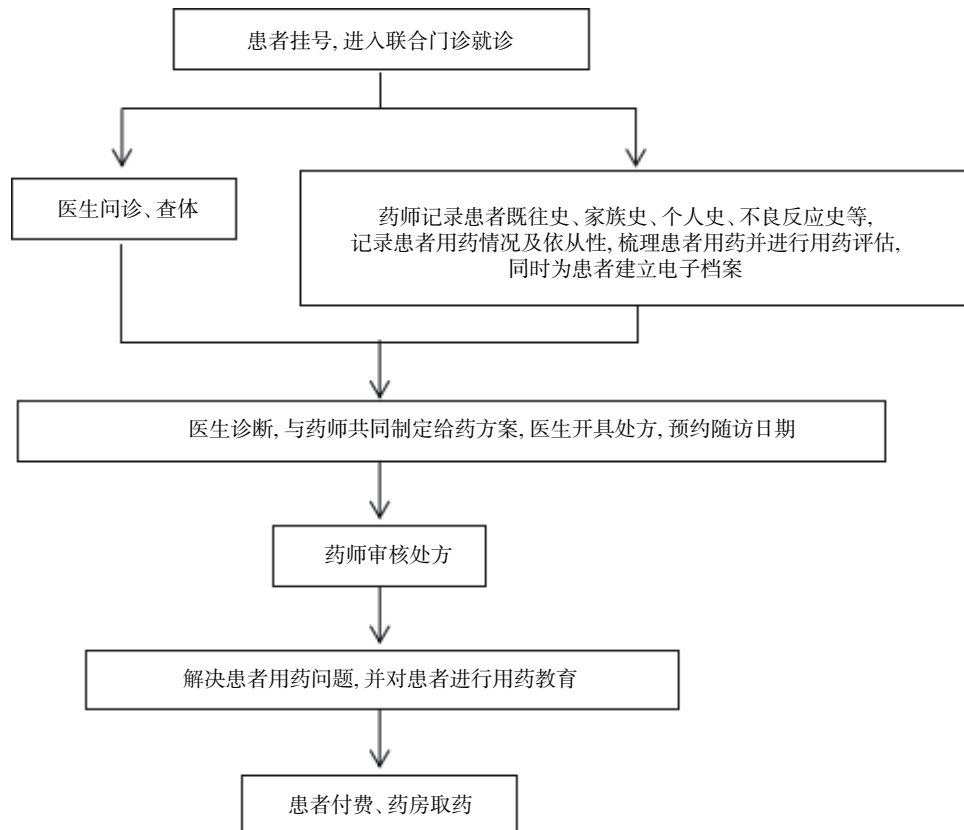 患者挂号, 进入联合门诊就诊
医生问诊、查体
药师记录患者既往史、家族史、个人史、不良反应史等,
记录患者用药情况及依从性, 梳理患者用药并进行用药评估,
同时为患者建立电子档案
医生诊断, 与药师共同制定给药方案, 医生开具处方, 预约随访日期
药师审核处方
解决患者用药问题, 并对患者进行用药教育
患者付费、药房取药